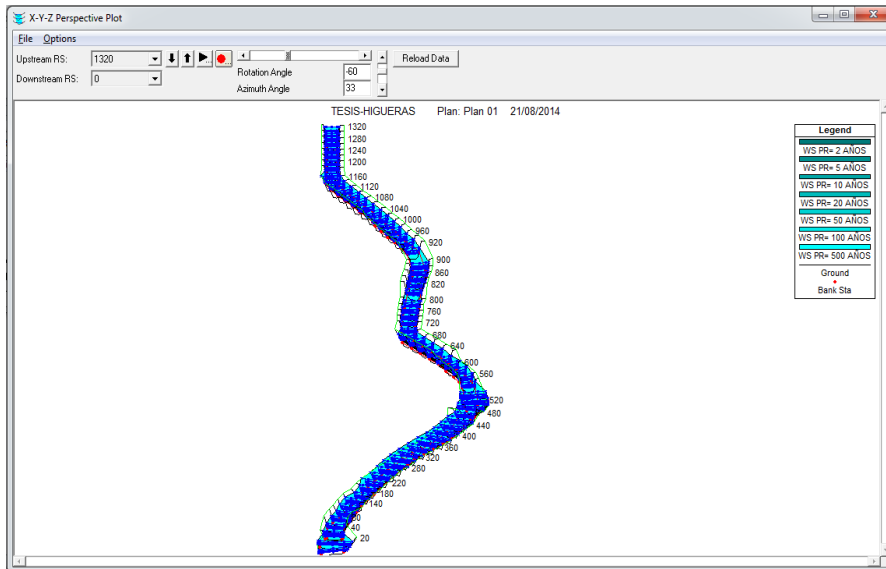 X-Y-Z Perspective Plot
File Options
Upstream RS: 1320
Downstream RS: 0
Rotation Angle -60
Azimuth Angle 33
Reload Data
TESIS-HIGUERAS Plan: Plan 01 21/08/2014
1320
1280
1240
1200
1160
1120
1080
1040
1000
960
920
900
860
820
800
760
720
680
640
600
560
520
480
440
400
360
320
280
220
180
140
40
20
Legend
WS PR= 2 AÑOS
WS PR= 5 AÑOS
WS PR= 10 AÑOS
WS PR= 20 AÑOS
WS PR= 50 AÑOS
WS PR= 100 AÑOS
WS PR= 500 AÑOS
Ground
Bank Sta